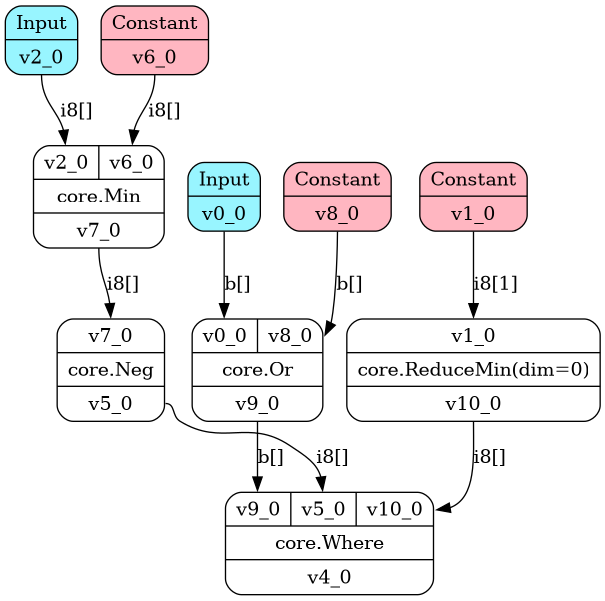 Input
v2_0
Constant
v6_0
i8[]
i8[]
v2_0 v6_0
core.Min
v7_0
Input
v0_0
Constant
v8_0
Constant
v1_0
i8[]
b[]
b[]
i8[1]
v7_0
core.Neg
v5_0
v0_0 v8_0
core.Or
v9_0
v1_0
core.ReduceMin(dim=0)
v10_0
b[]
i8[]
i8[]
v9_0 v5_0 v10_0
core.Where
v4_0